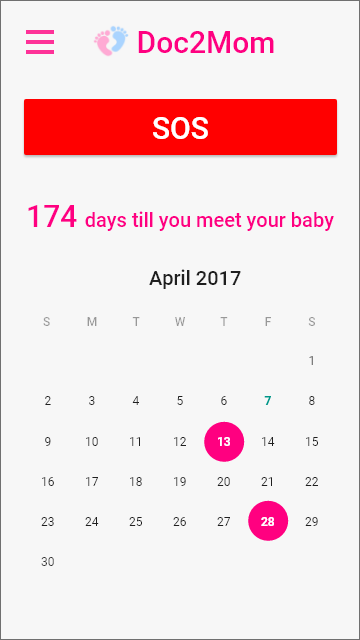 Doc2Mom
SOS
174 days till you meet your baby
April 2017
S M T W T F S
1
2 3 4 5 6 7 8
9 10 11 12 13 14 15
16 17 18 19 20 21 22
23 24 25 26 27 28 29
30